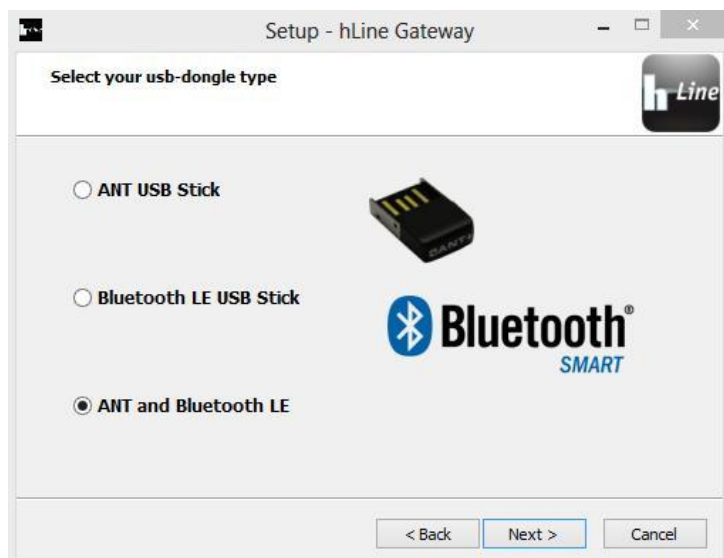 Setup - hLine Gateway
Select your usb-dongle type
h Line
ANT USB Stick
ANT+
Bluetooth LE USB Stick
Bluetooth®
SMART
ANT and Bluetooth LE
< Back
Next >
Cancel